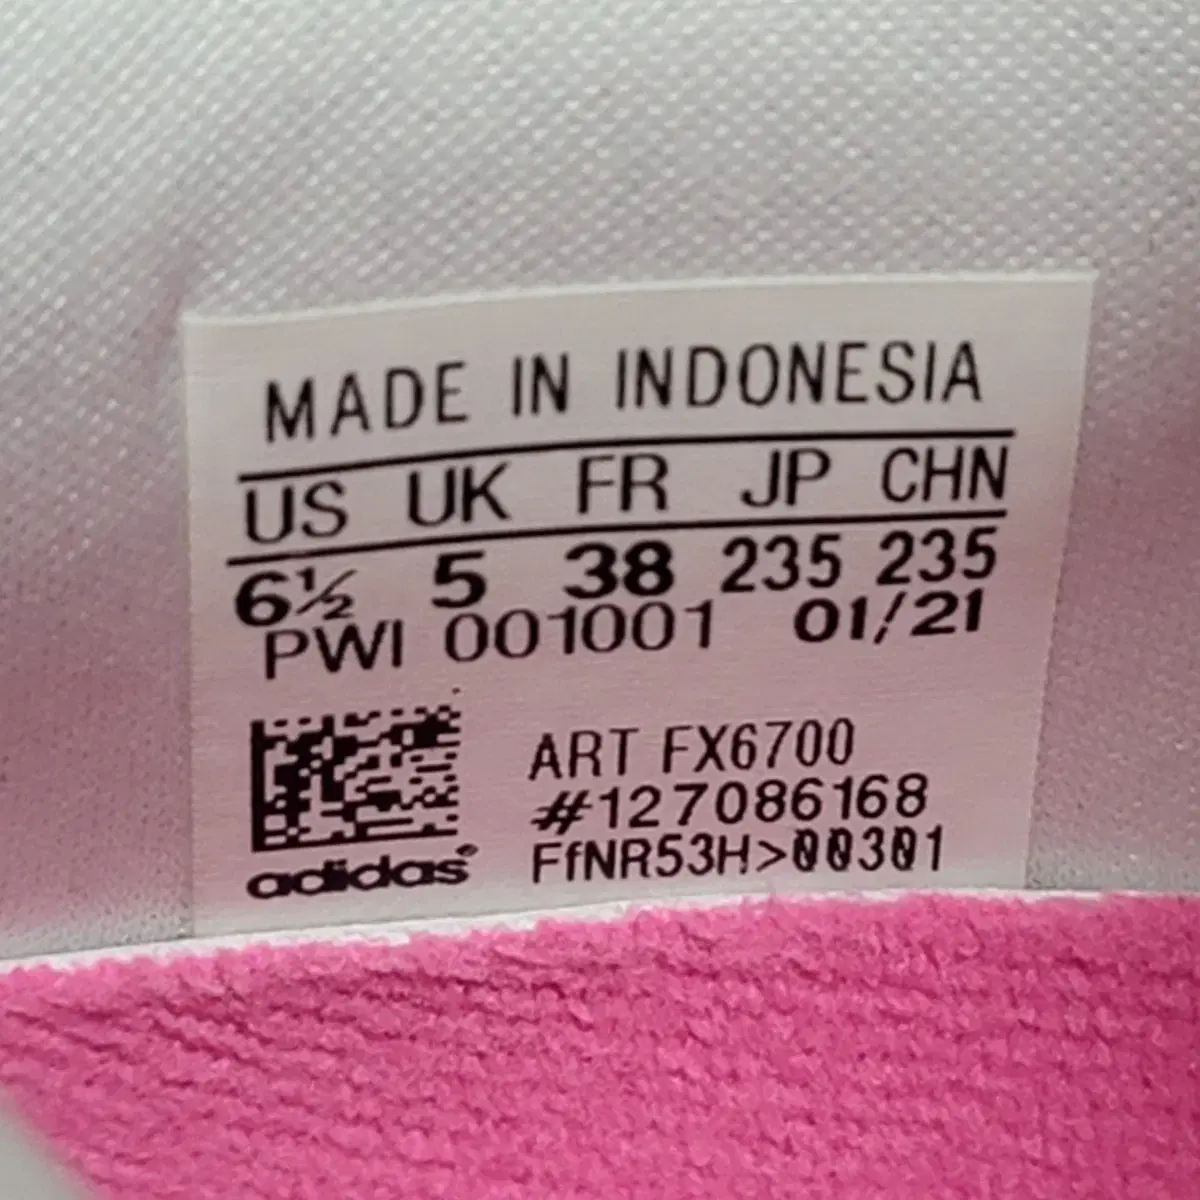 MADE IN INDONESIA
US UK FR JP CHN
6½ 5 38 235 235
PWI 001001 01/21
ART FX6700
#127086168
adidas® FfNR53H>00301